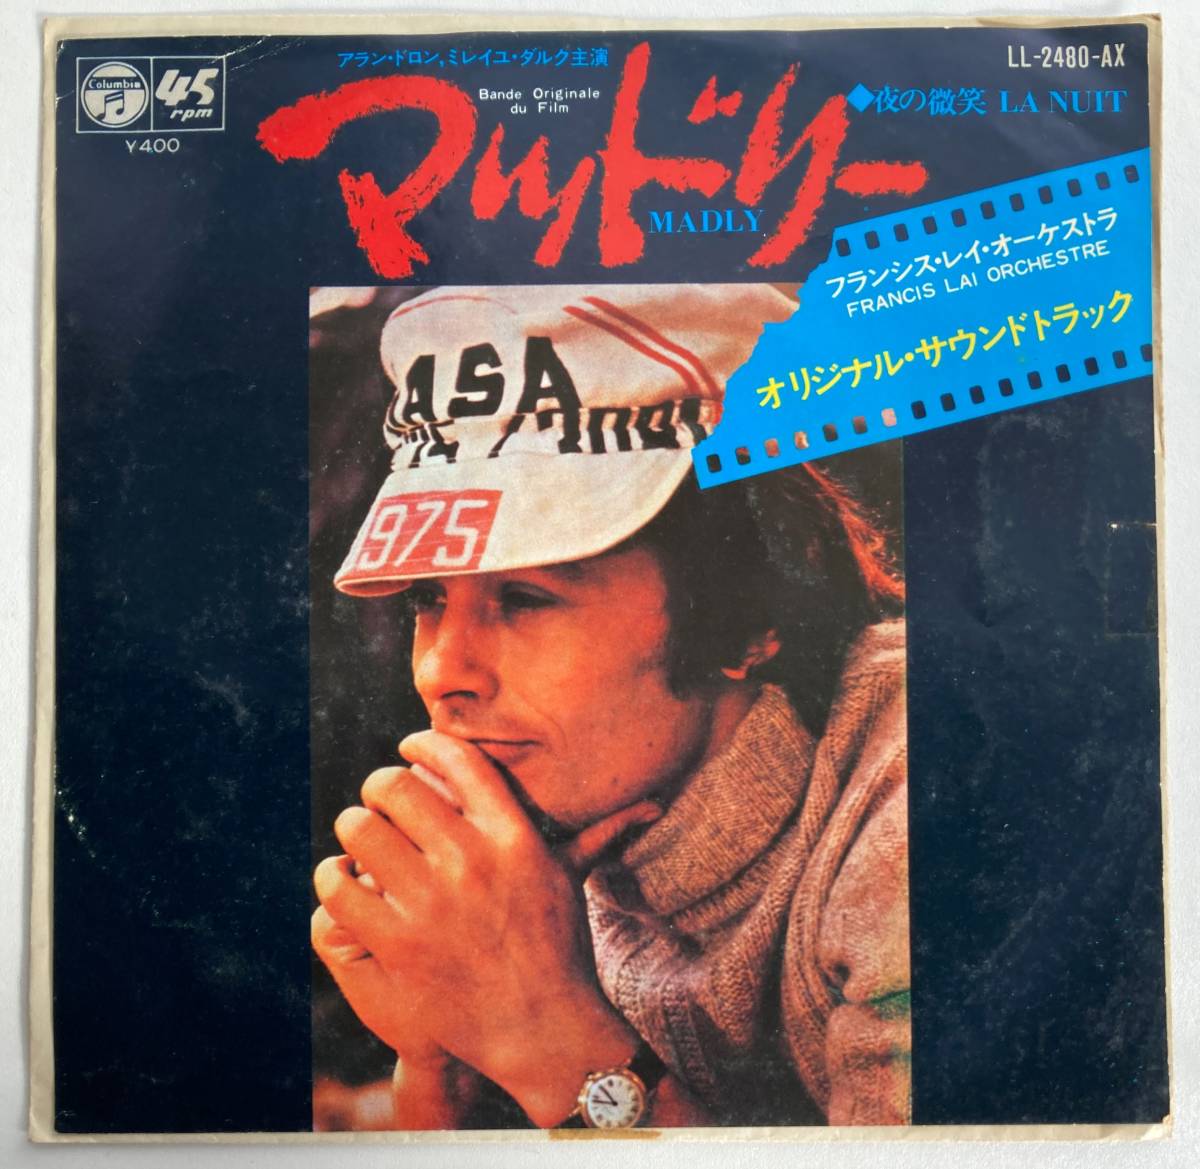 Columbia
45
rpm
¥400
アラン・ドロン,ミレイユ・ダルク主演
Bande Originale
du Film
マッドリー
MADLY
LL-2480-AX
◆夜の微笑 LA NUIT
フランシス・レイ・オーケストラ
FRANCIS LAI ORCHESTRE
オリジナル・サウンドトラック
ASA
975